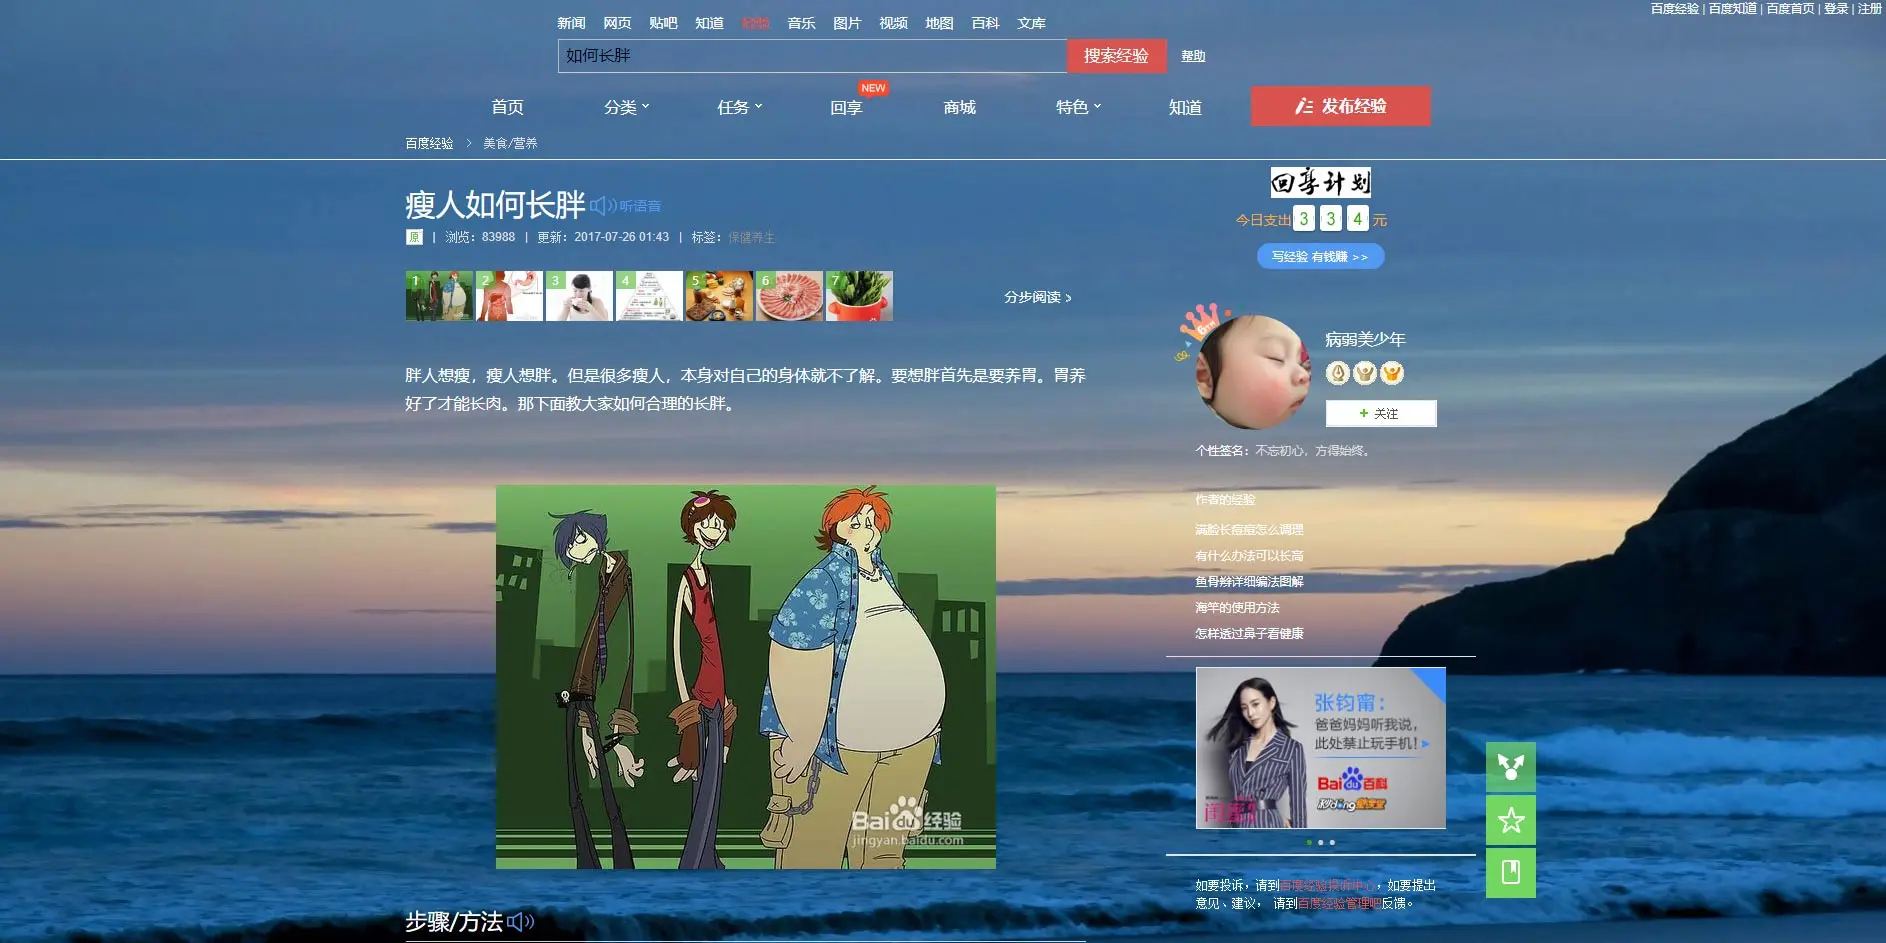 百度经验 | 百度知道 | 百度首页 | 登录 | 注册
新闻 网页 贴吧 知道 经验 音乐 图片 视频 地图 百科 文库
如何长胖 搜索经验 帮助
NEW
首页 分类 任务 回享 商城 特色 知道 发布经验
百度经验 > 美食/营养
瘦人如何长胖 听语音
原 | 浏览：83988 | 更新：2017-07-26 01:43 | 标签：保健养生
1 2 3 4 5 6 7
分步阅读 >
胖人想瘦，瘦人想胖。但是很多瘦人，本身对自己的身体就不了解。要想胖首先是要养胃。胃养
好了才能长肉。那下面教大家如何合理的长胖。
Baidu经验
jingyan.baidu.com
步骤/方法
回享计划
今日支出 3 3 4 元
写经验 有钱赚 >>
病弱美少年
+ 关注
个性签名：不忘初心，方得始终。
作者的经验
满脸长痘痘怎么调理
有什么办法可以长高
鱼骨辫详细编法图解
海竿的使用方法
怎样透过鼻子看健康
张钧甯：
爸爸妈妈听我说，
此处禁止玩手机！
Baidu百科
如要投诉，请到百度经验投诉中心，如要提出
意见、建议， 请到百度经验管理吧反馈。